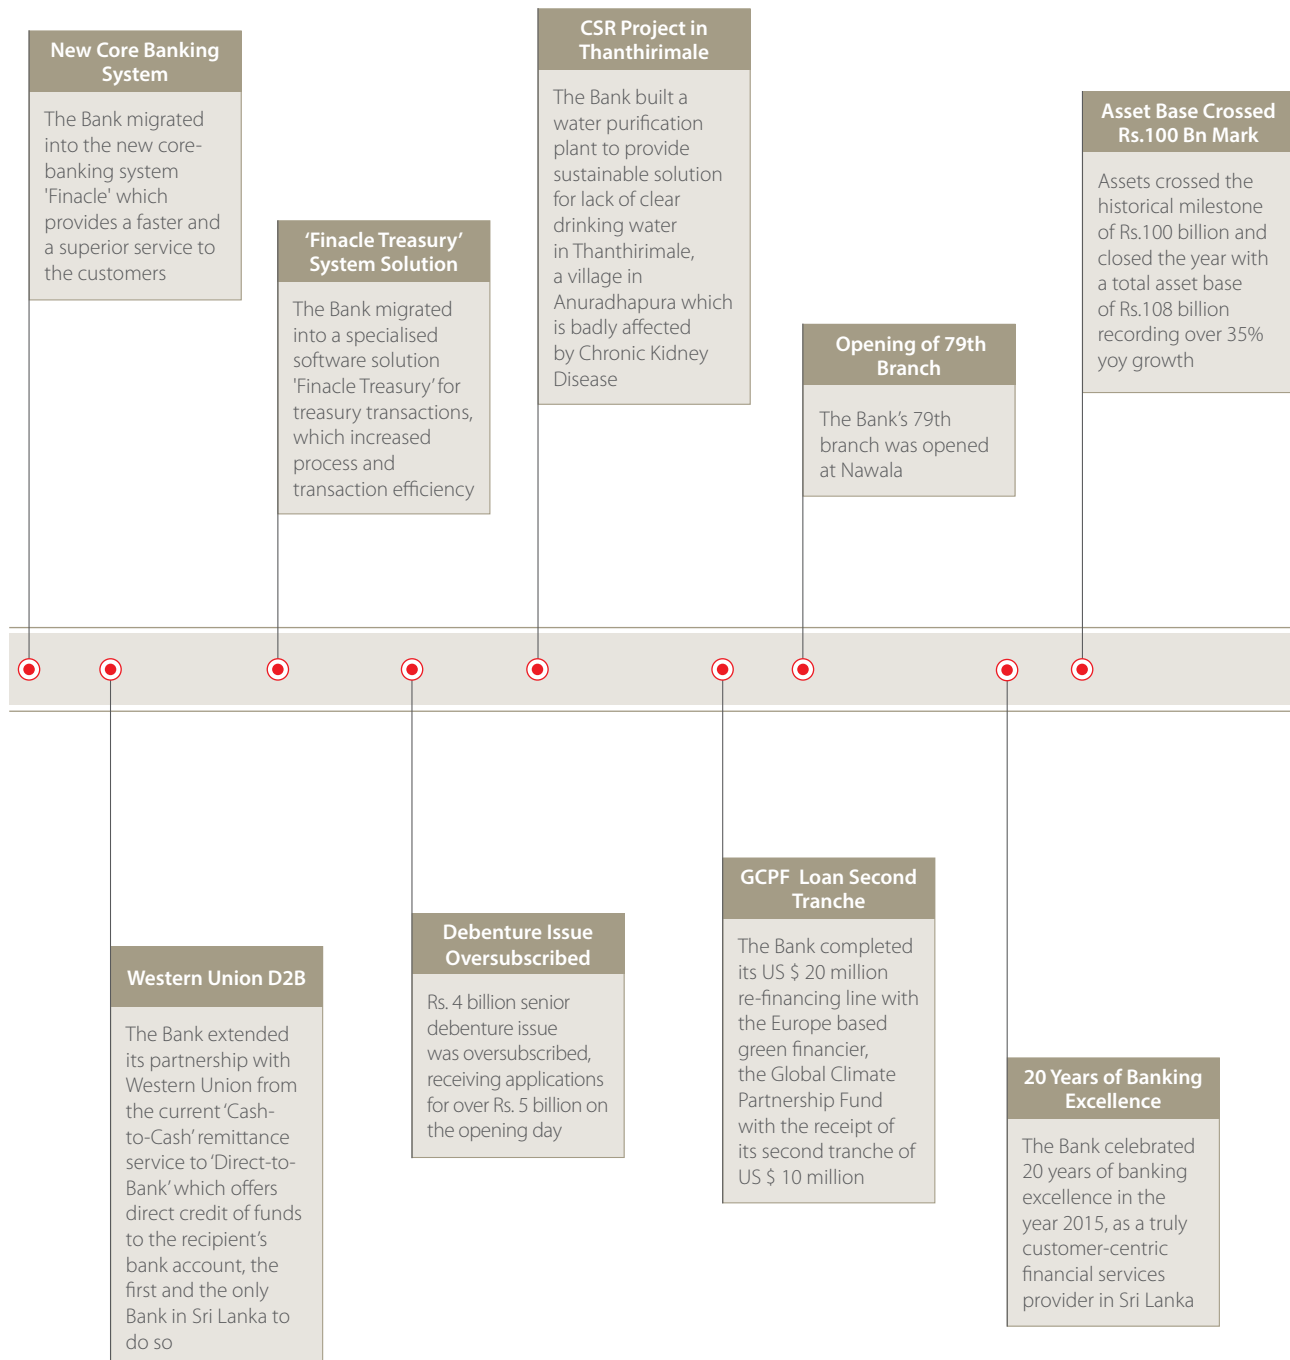 New Core Banking
System
The Bank migrated
into the new core-
banking system
'Finacle' which
provides a faster and
a superior service to
the customers
‘Finacle Treasury’
System Solution
The Bank migrated
into a specialised
software solution
'Finacle Treasury’ for
treasury transactions,
which increased
process and
transaction efficiency
CSR Project in
Thanthirimale
The Bank built a
water purification
plant to provide
sustainable solution
for lack of clear
drinking water
in Thanthirimale,
a village in
Anuradhapura which
is badly affected
by Chronic Kidney
Disease
Opening of 79th
Branch
The Bank’s 79th
branch was opened
at Nawala
Asset Base Crossed
Rs.100 Bn Mark
Assets crossed the
historical milestone
of Rs.100 billion and
closed the year with
a total asset base
of Rs.108 billion
recording over 35%
yoy growth
Western Union D2B
The Bank extended
its partnership with
Western Union from
the current ‘Cash-
to-Cash’ remittance
service to ‘Direct-to-
Bank’ which offers
direct credit of funds
to the recipient’s
bank account, the
first and the only
Bank in Sri Lanka to
do so
Debenture Issue
Oversubscribed
Rs. 4 billion senior
debenture issue
was oversubscribed,
receiving applications
for over Rs. 5 billion on
the opening day
GCPF Loan Second
Tranche
The Bank completed
its US $ 20 million
re-financing line with
the Europe based
green financier,
the Global Climate
Partnership Fund
with the receipt of
its second tranche of
US $ 10 million
20 Years of Banking
Excellence
The Bank celebrated
20 years of banking
excellence in the
year 2015, as a truly
customer-centric
financial services
provider in Sri Lanka